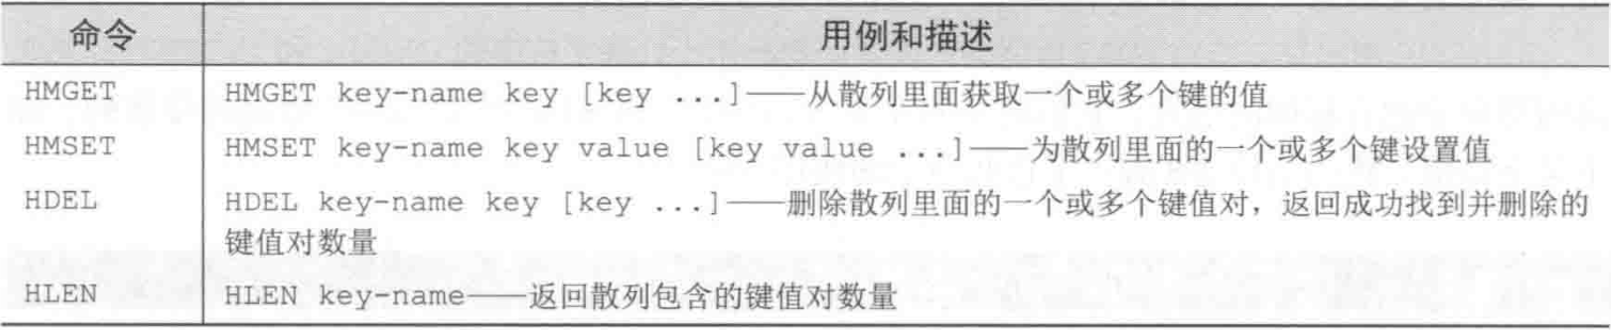 命令 用例和描述
HMGET HMGET key-name key [key ...]——从散列里面获取一个或多个键的值
HMSET HMSET key-name key value [key value ...]——为散列里面的一个或多个键设置值
HDEL HDEL key-name key [key ...]——删除散列里面的一个或多个键值对，返回成功找到并删除的
键值对数量
HLEN HLEN key-name——返回散列包含的键值对数量